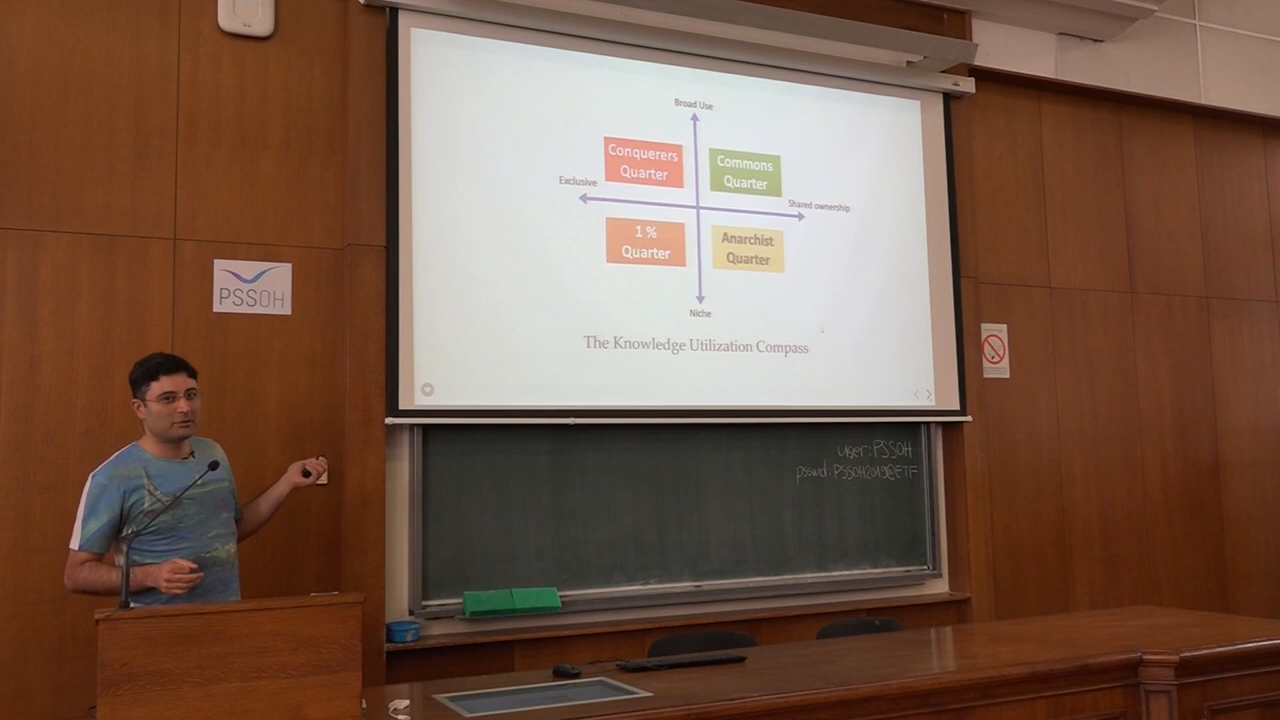 Broad Use
Conquerers
Quarter
Commons
Quarter
Exclusive
Shared ownership
1 %
Quarter
Anarchist
Quarter
Niche
The Knowledge Utilization Compass
PSSOH
user: PSSOH
psswd: PSSOH2019@ETF